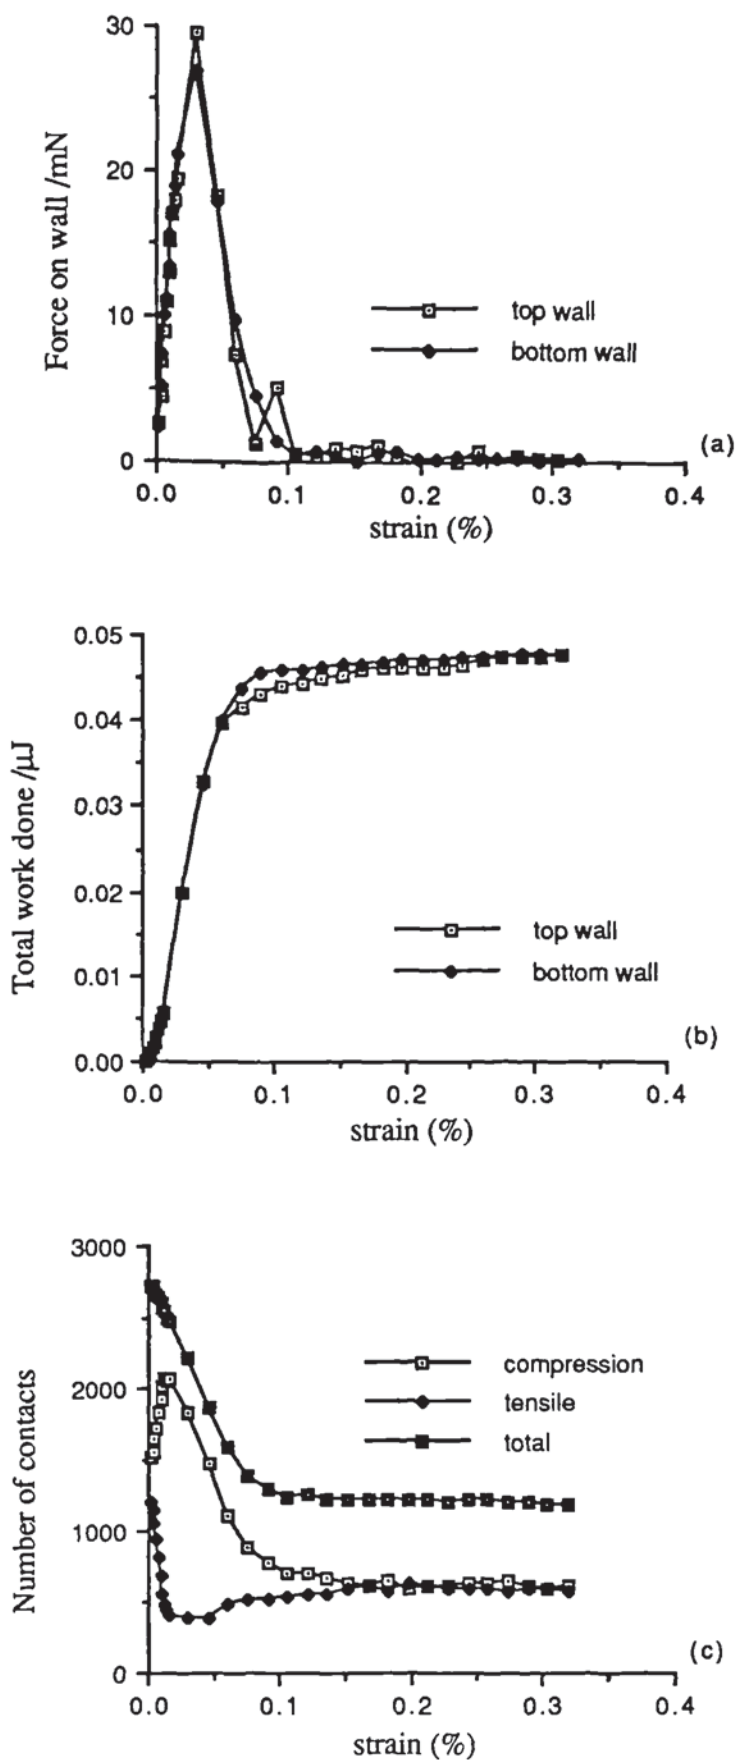 30
20
10
0
Force on wall /mN
top wall
bottom wall
(a)
0.0 0.1 0.2 0.3 0.4
strain (%)
0.05
0.04
0.03
0.02
0.01
0.00
Total work done /μJ
top wall
bottom wall
(b)
0.0 0.1 0.2 0.3 0.4
strain (%)
3000
2000
1000
0
Number of contacts
compression
tensile
total
(c)
0.0 0.1 0.2 0.3 0.4
strain (%)